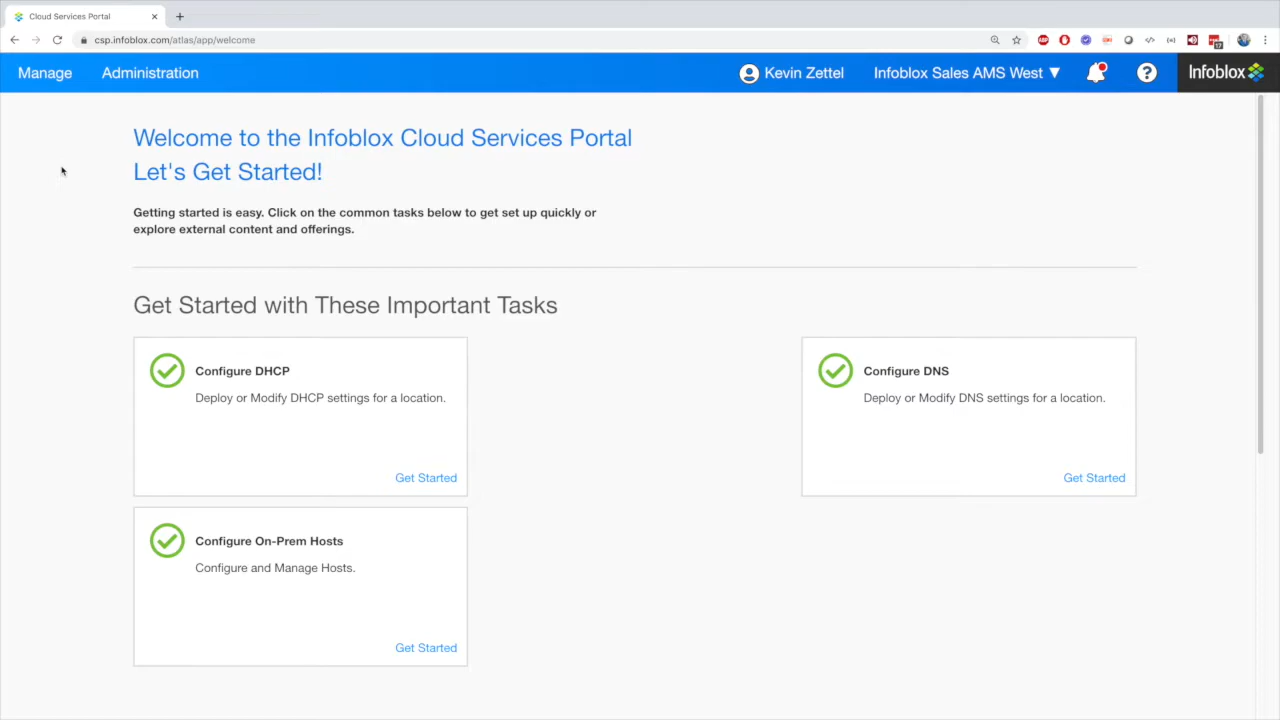 Cloud Services Portal
csp.infoblox.com/atlas/app/welcome
ABP
17
Manage
Administration
Kevin Zettel
Infoblox Sales AMS West ▼
?
Infoblox
Welcome to the Infoblox Cloud Services Portal
Let's Get Started!
Getting started is easy. Click on the common tasks below to get set up quickly or
explore external content and offerings.
Get Started with These Important Tasks
Configure DHCP
Deploy or Modify DHCP settings for a location.
Get Started
Configure DNS
Deploy or Modify DNS settings for a location.
Get Started
Configure On-Prem Hosts
Configure and Manage Hosts.
Get Started